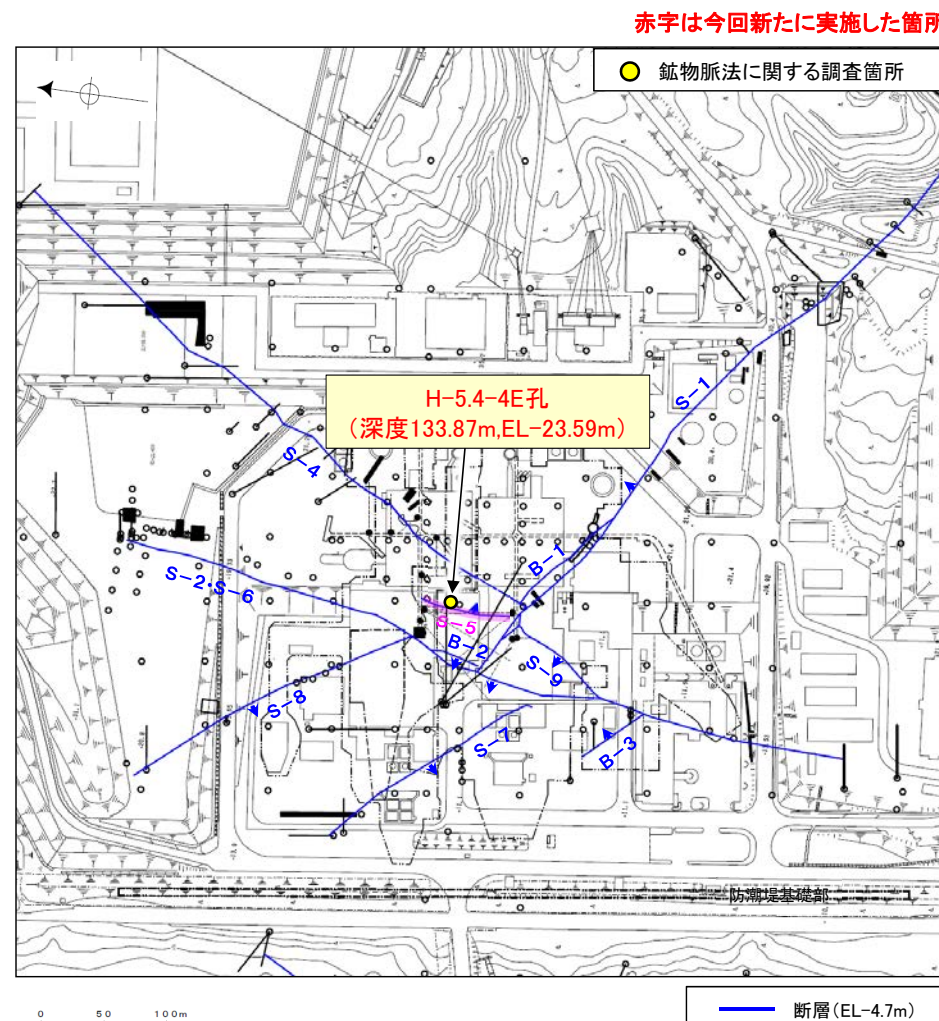 赤字は今回新たに実施した箇所
鉱物脈法に関する調査箇所
H-5.4-4E孔
(深度133.87m,EL-23.59m)
S-1
S-4
B-1
S-2・S-6
S-5
B-2
S-9
S-8
S-7
B-3
防潮堤基礎部
0 50 100m
断層(EL-4.7m)